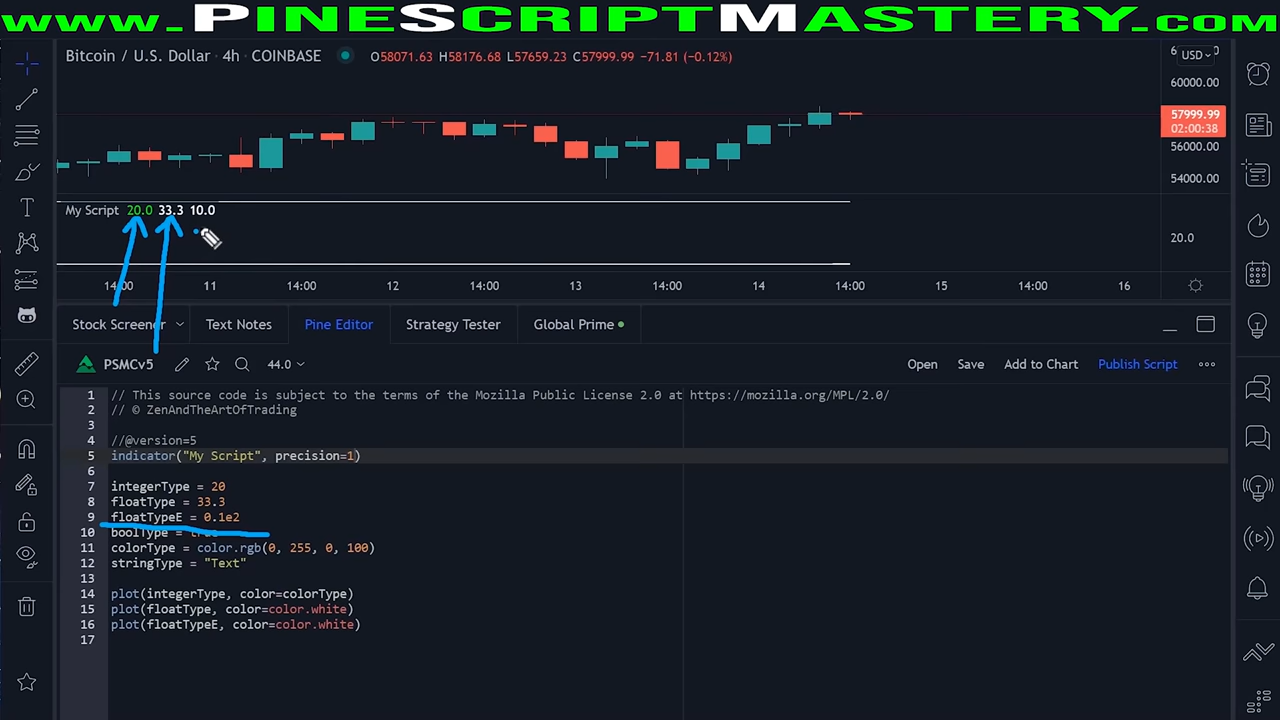 www.PineScriptMastery.com
Bitcoin / U.S. Dollar · 4h · COINBASE O58071.63 H58176.68 L57659.23 C57999.99 −71.81 (−0.12%)
USD
60000.00
57999.99
02:00:38
56000.00
54000.00
My Script 20.0 33.3 10.0
20.0
14:00 11 14:00 12 14:00 13 14:00 14 14:00 15 14:00 16
Stock Screener Text Notes Pine Editor Strategy Tester Global Prime
PSMCv5 44.0 Open Save Add to Chart Publish Script
1 // This source code is subject to the terms of the Mozilla Public License 2.0 at https://mozilla.org/MPL/2.0/
2 // © ZenAndTheArtOfTrading
3
4 //@version=5
5 indicator("My Script", precision=1)
6
7 integerType = 20
8 floatType = 33.3
9 floatTypeE = 0.1e2
10 boolType = true
11 colorType = color.rgb(0, 255, 0, 100)
12 stringType = "Text"
13
14 plot(integerType, color=colorType)
15 plot(floatType, color=color.white)
16 plot(floatTypeE, color=color.white)
17